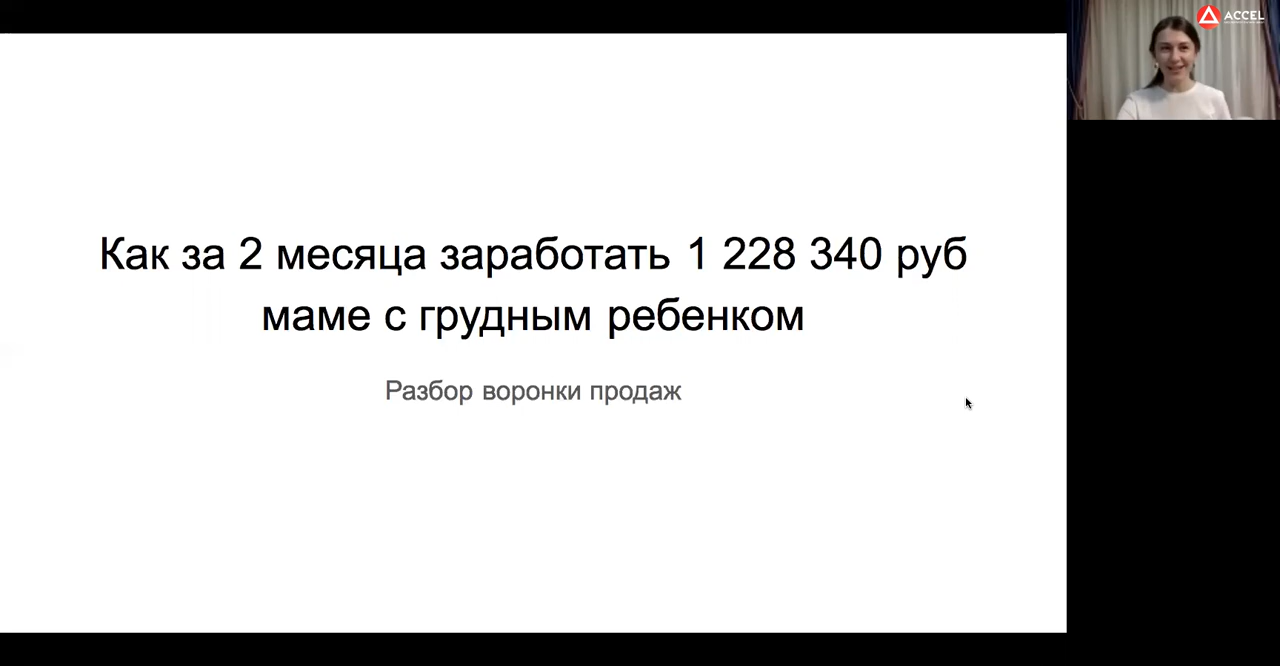 Как за 2 месяца заработать 1 228 340 руб
маме с грудным ребенком
Разбор воронки продаж
ACCEL